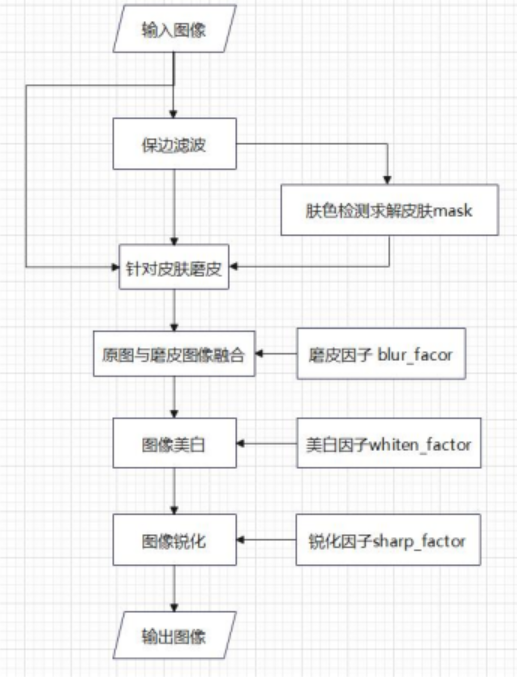 输入图像
保边滤波
肤色检测求解皮肤mask
针对皮肤磨皮
原图与磨皮图像融合
磨皮因子 blur_facor
图像美白
美白因子whiten_factor
图像锐化
锐化因子sharp_factor
输出图像